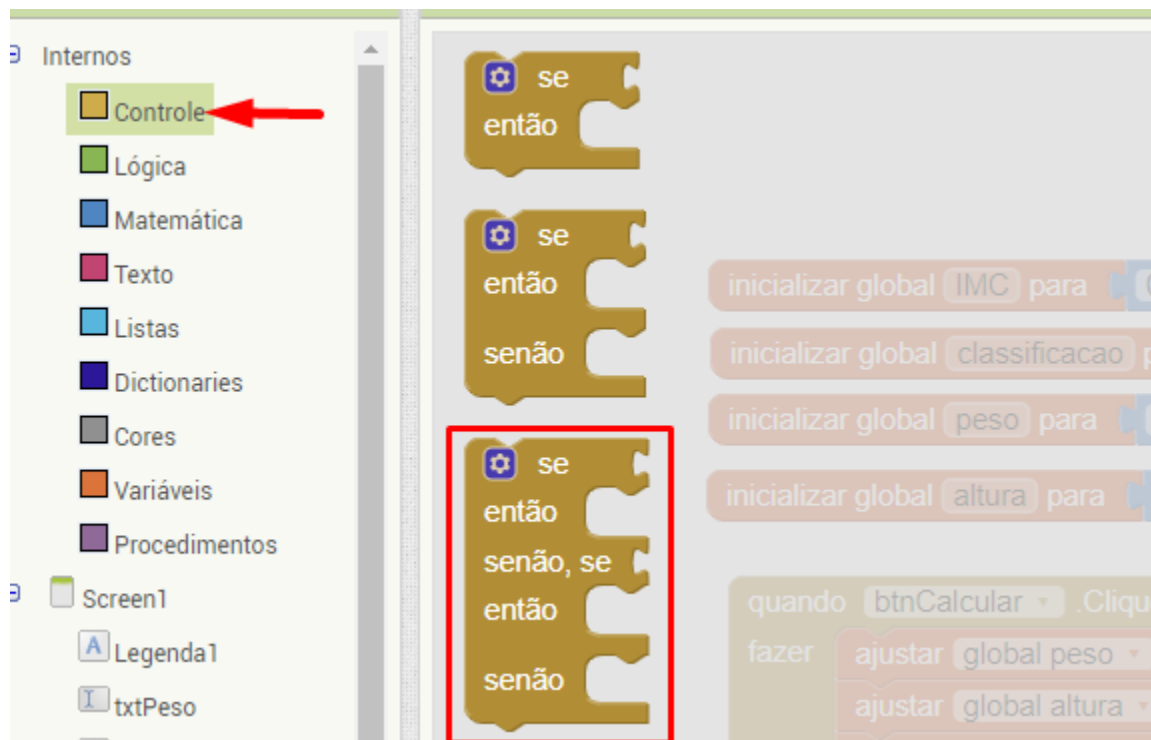 Internos
Controle
Lógica
Matemática
Texto
Listas
Dictionaries
Cores
Variáveis
Procedimentos
Screen1
Legenda1
txtPeso
se
então
se
então
senão
se
então
senão, se
então
senão
inicializar global IMC para
inicializar global classificacao
inicializar global peso para
inicializar global altura para
quando btnCalcular
fazer ajustar global peso
ajustar global altura